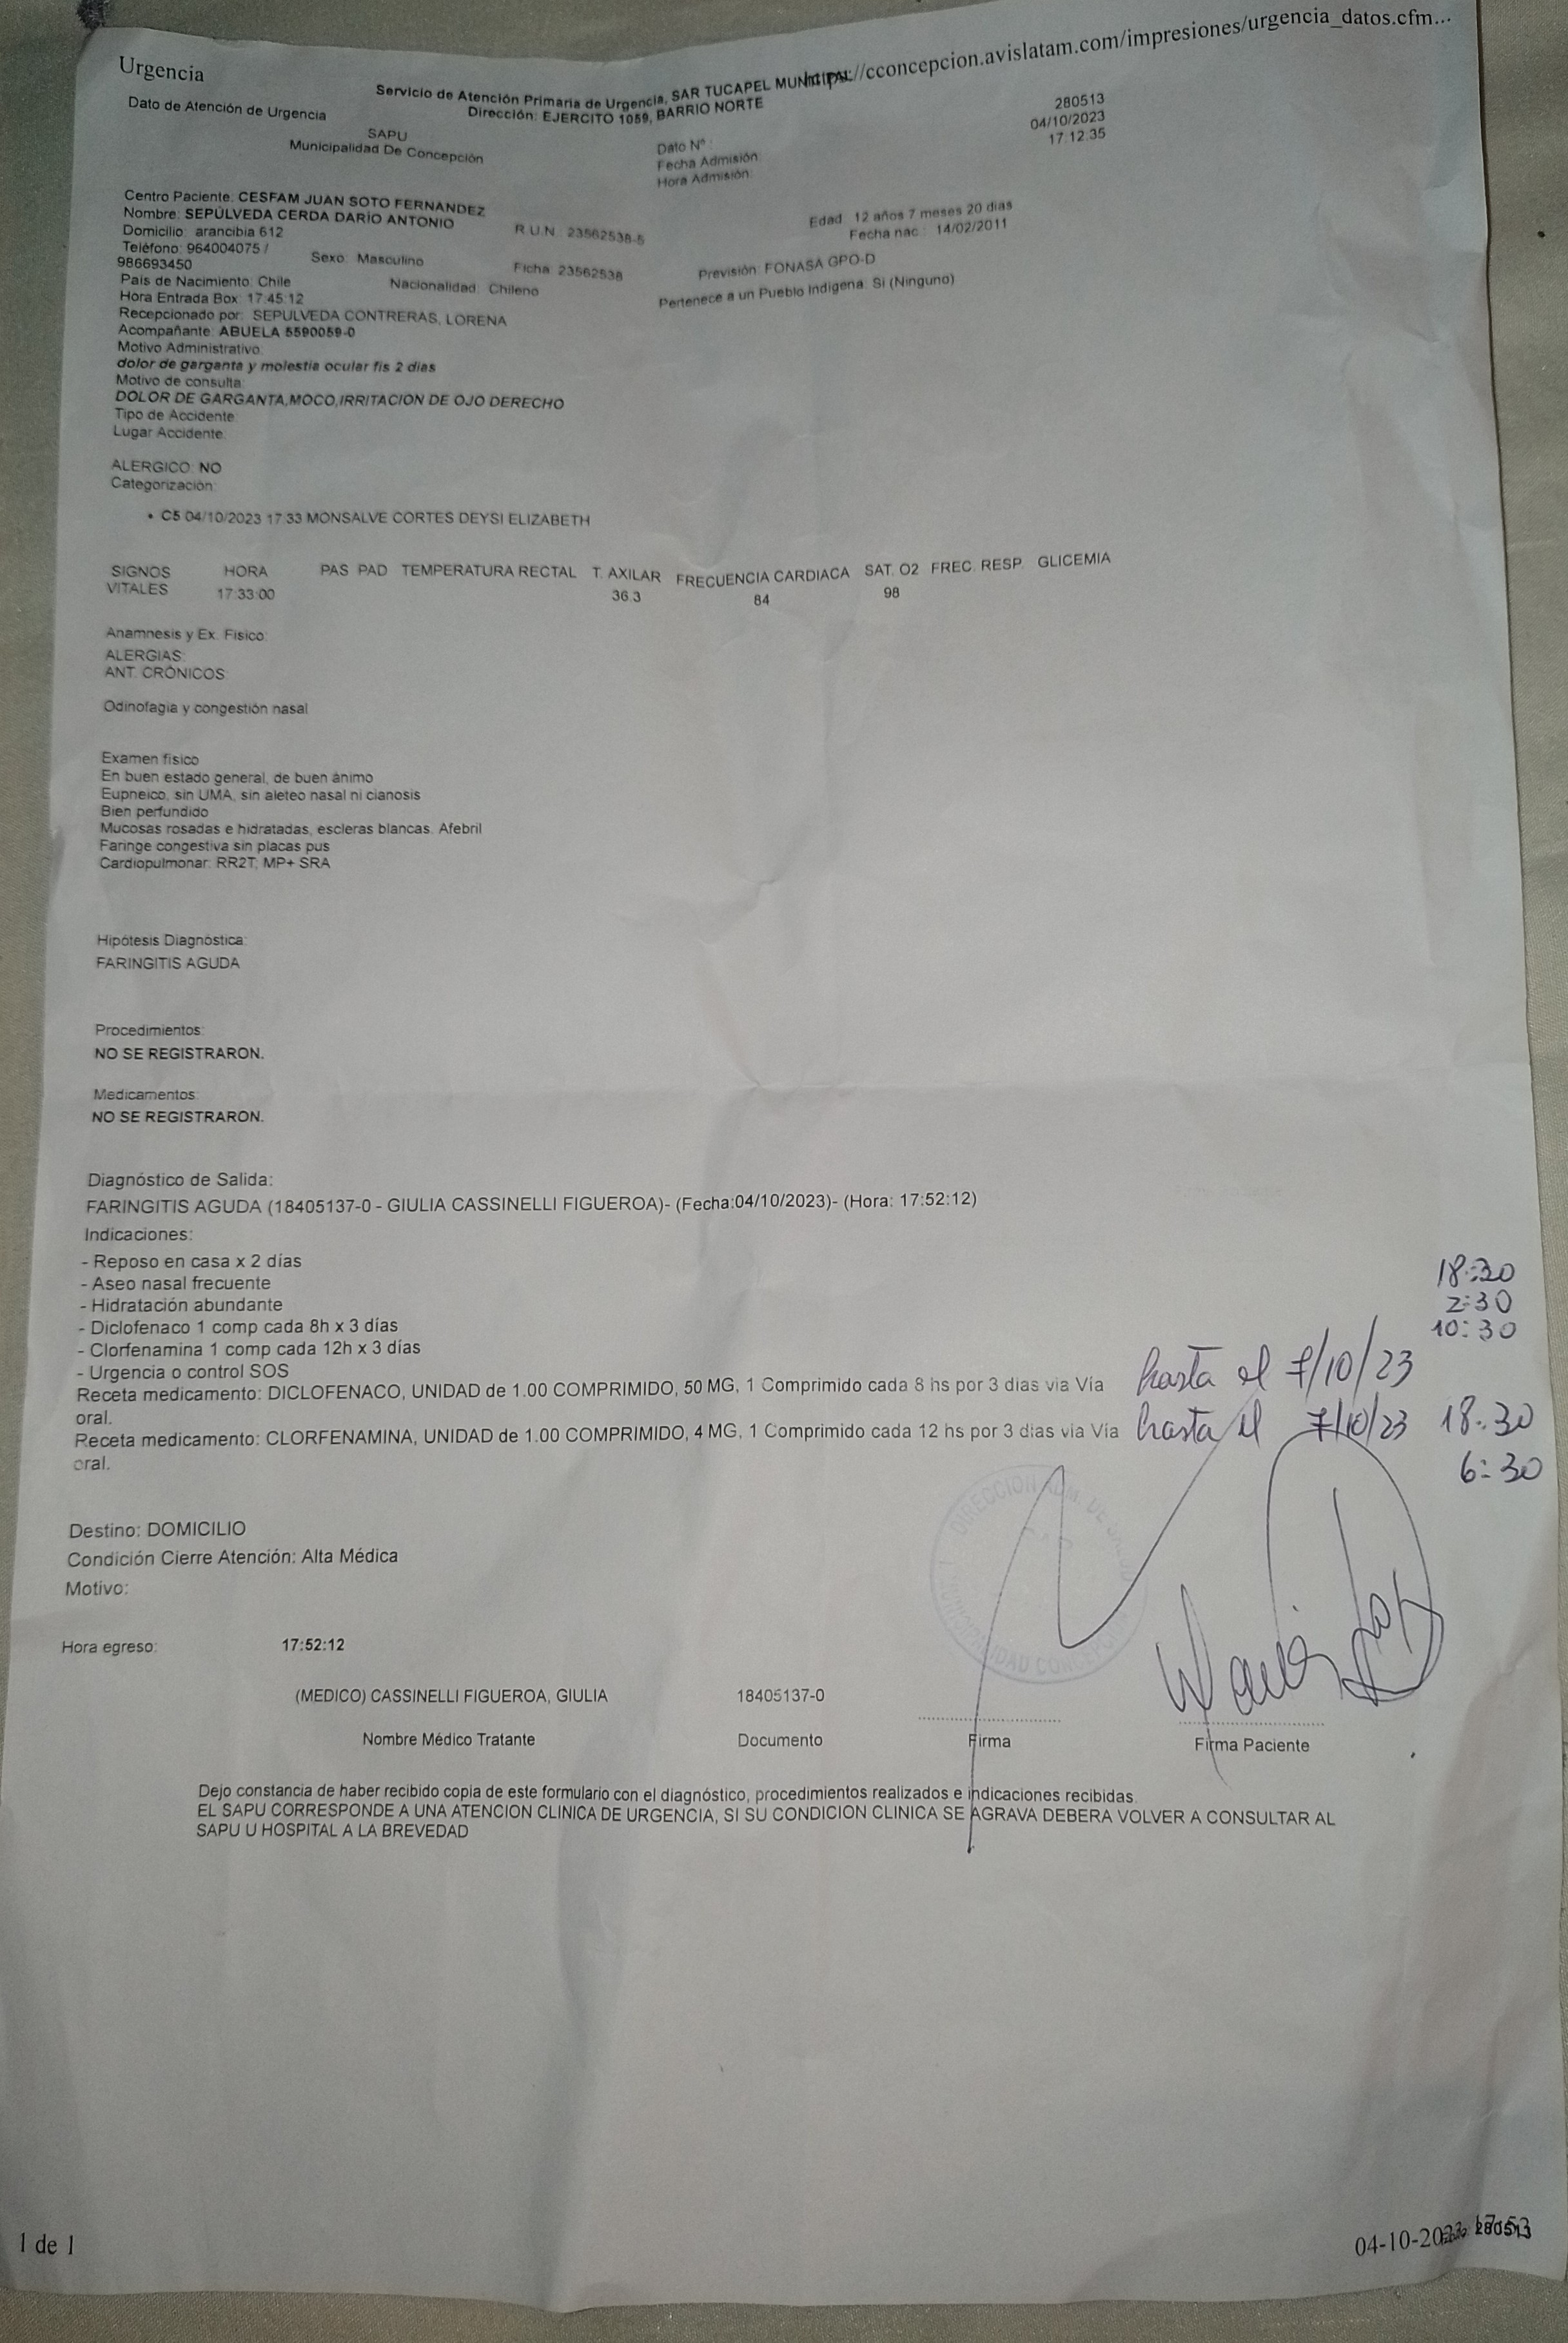 Urgencia
https://cconcepcion.avislatam.com/impresiones/urgencia_datos.cfm...
Servicio de Atención Primaria de Urgencia, SAR TUCAPEL MUNICIPAL
Dirección: EJERCITO 1059, BARRIO NORTE
Dato de Atención de Urgencia
SAPU
Municipalidad De Concepción
Dato N°: 280513
Fecha Admisión: 04/10/2023
Hora Admisión: 17:12:35
Centro Paciente: CESFAM JUAN SOTO FERNANDEZ
Nombre: SEPÚLVEDA CERDA DARÍO ANTONIO R.U.N.: 23562538-5 Edad: 12 años 7 meses 20 dias
Domicilio: arancibia 612 Fecha nac.: 14/02/2011
Teléfono: 964004075 / Sexo: Masculino Ficha: 23562538 Previsión: FONASA GPO-D
986693450
País de Nacimiento: Chile Nacionalidad: Chileno Pertenece a un Pueblo Indígena: Si (Ninguno)
Hora Entrada Box: 17:45:12
Recepcionado por: SEPULVEDA CONTRERAS, LORENA
Acompañante: ABUELA 5590059-0
Motivo Administrativo:
dolor de garganta y molestia ocular fis 2 dias
Motivo de consulta:
DOLOR DE GARGANTA,MOCO,IRRITACION DE OJO DERECHO
Tipo de Accidente:
Lugar Accidente:
ALERGICO: NO
Categorización:
• C5 04/10/2023 17:33 MONSALVE CORTES DEYSI ELIZABETH
SIGNOS VITALES HORA PAS PAD TEMPERATURA RECTAL T. AXILAR FRECUENCIA CARDIACA SAT. O2 FREC. RESP. GLICEMIA
17:33:00 36.3 84 98
Anamnesis y Ex. Fisico:
ALERGIAS:
ANT. CRÓNICOS:
Odinofagia y congestión nasal
Examen fisico
En buen estado general, de buen ánimo
Eupneico, sin UMA, sin aleteo nasal ni cianosis
Bien perfundido
Mucosas rosadas e hidratadas, escleras blancas. Afebril
Faringe congestiva sin placas pus
Cardiopulmonar: RR2T, MP+ SRA
Hipótesis Diagnóstica:
FARINGITIS AGUDA
Procedimientos:
NO SE REGISTRARON.
Medicamentos:
NO SE REGISTRARON.
Diagnóstico de Salida:
FARINGITIS AGUDA (18405137-0 - GIULIA CASSINELLI FIGUEROA)- (Fecha:04/10/2023)- (Hora: 17:52:12)
Indicaciones:
- Reposo en casa x 2 días
- Aseo nasal frecuente
- Hidratación abundante
- Diclofenaco 1 comp cada 8h x 3 días
- Clorfenamina 1 comp cada 12h x 3 días
- Urgencia o control SOS
18:30
2:30
10:30
Receta medicamento: DICLOFENACO, UNIDAD de 1.00 COMPRIMIDO, 50 MG, 1 Comprimido cada 8 hs por 3 dias via Vía hasta el 7/10/23
oral.
Receta medicamento: CLORFENAMINA, UNIDAD de 1.00 COMPRIMIDO, 4 MG, 1 Comprimido cada 12 hs por 3 dias via Vía hasta el 7/10/23 18:30
oral. 6:30
Destino: DOMICILIO
Condición Cierre Atención: Alta Médica
Motivo:
Hora egreso: 17:52:12
(MEDICO) CASSINELLI FIGUEROA, GIULIA 18405137-0
Nombre Médico Tratante Documento Firma Firma Paciente
Dejo constancia de haber recibido copia de este formulario con el diagnóstico, procedimientos realizados e indicaciones recibidas.
EL SAPU CORRESPONDE A UNA ATENCION CLINICA DE URGENCIA, SI SU CONDICION CLINICA SE AGRAVA DEBERA VOLVER A CONSULTAR AL
SAPU U HOSPITAL A LA BREVEDAD
1 de 1
04-10-2023 280513